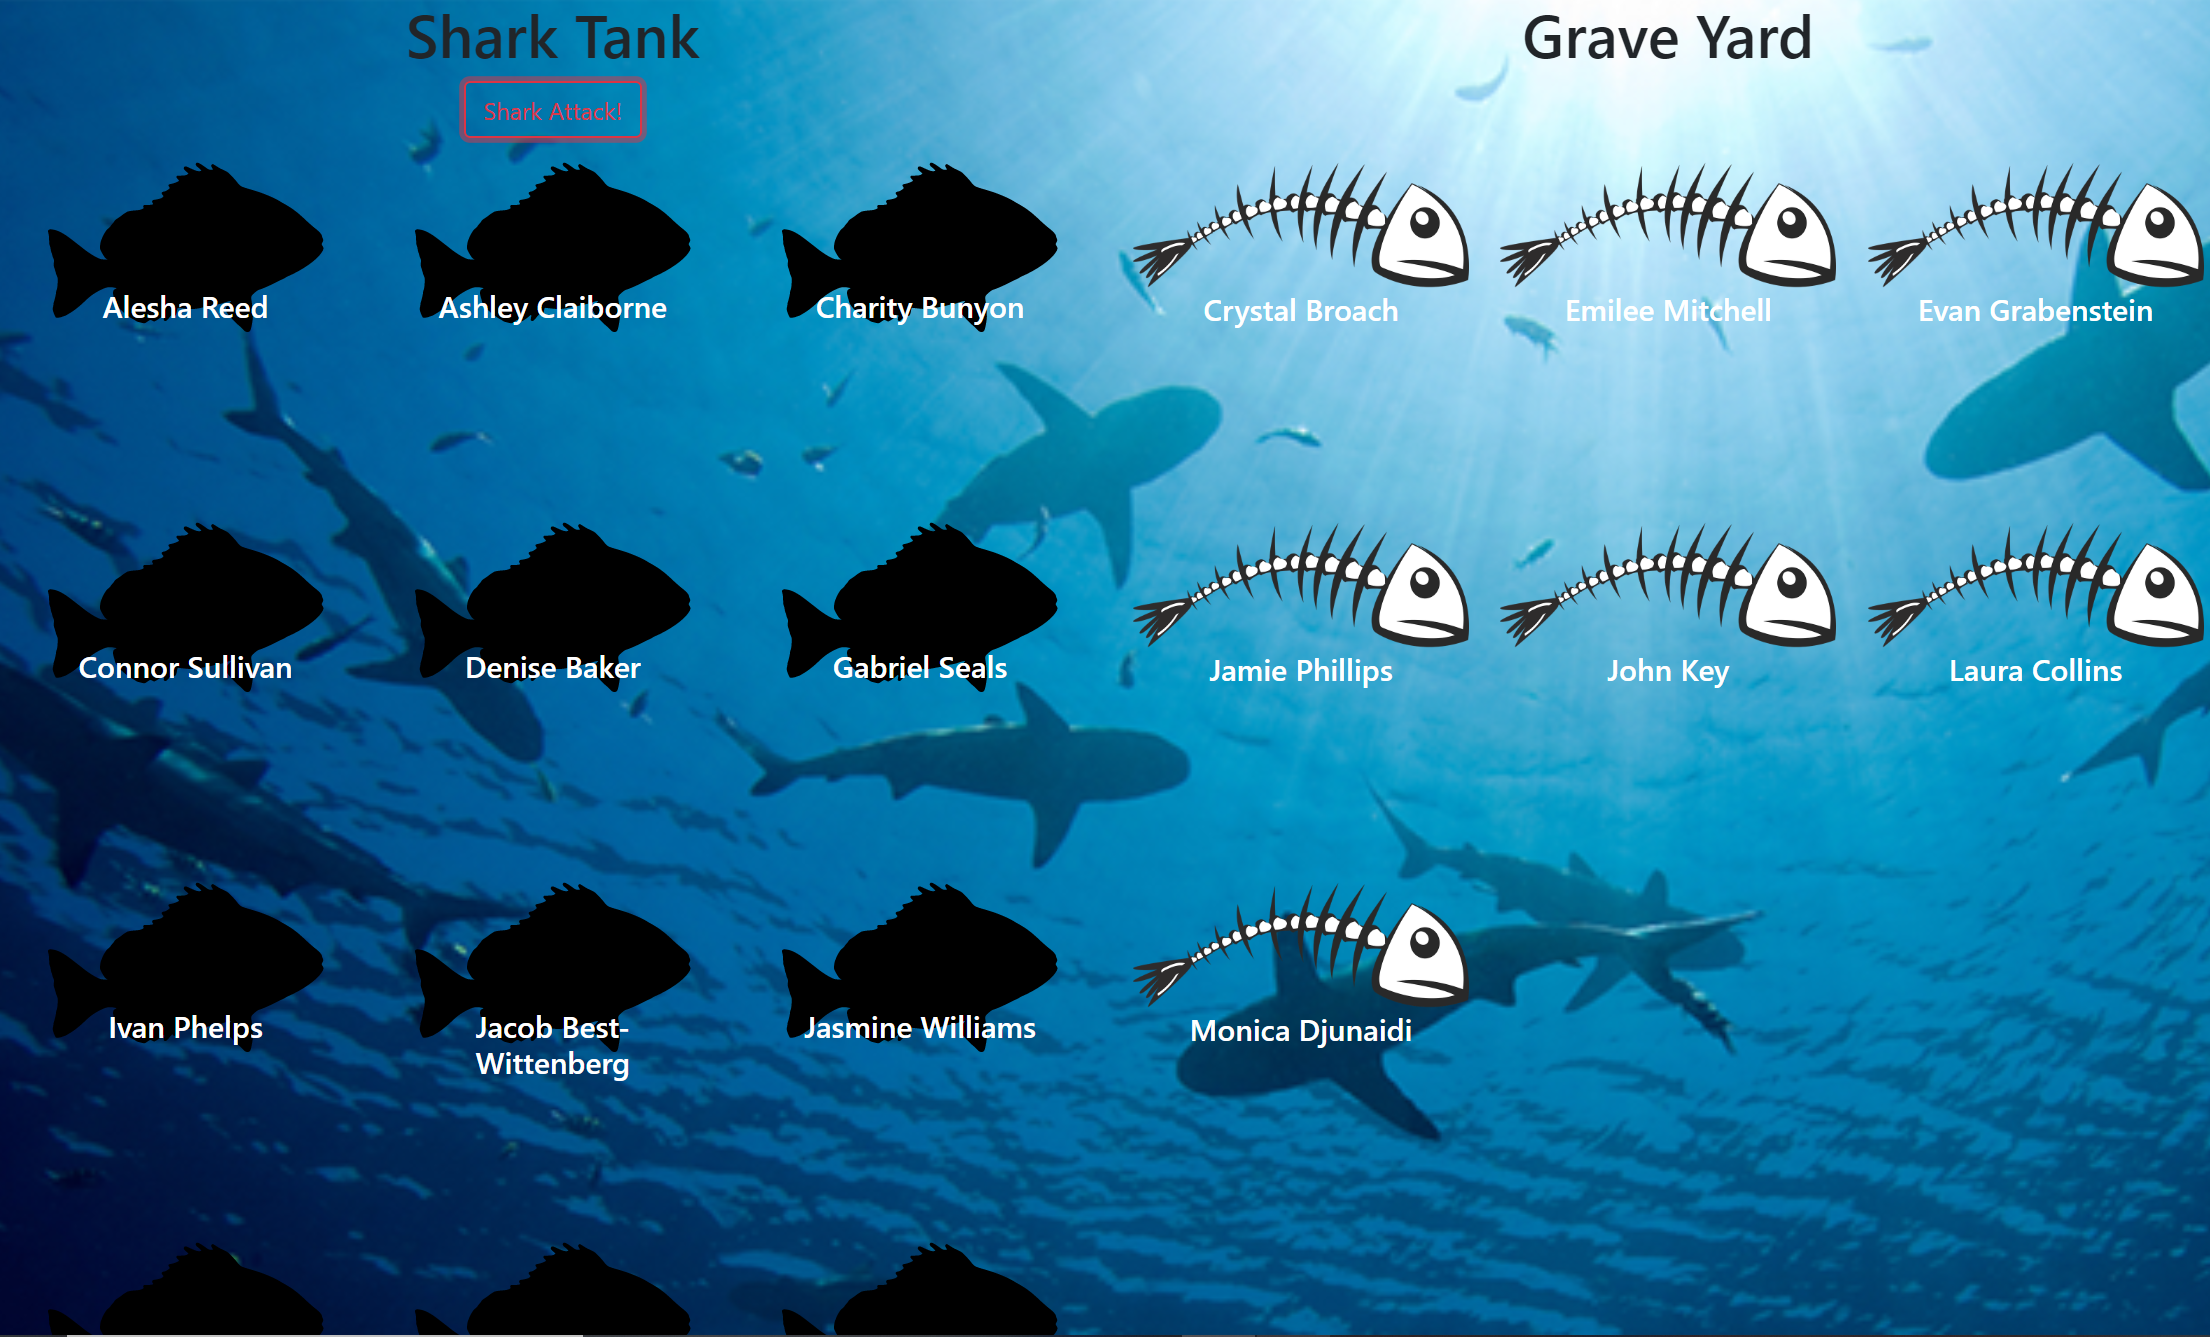 Shark Tank
Grave Yard
Shark Attack!
Alesha Reed
Ashley Claiborne
Charity Bunyon
Crystal Broach
Emilee Mitchell
Evan Grabenstein
Connor Sullivan
Denise Baker
Gabriel Seals
Jamie Phillips
John Key
Laura Collins
Ivan Phelps
Jacob Best-
Wittenberg
Jasmine Williams
Monica Djunaidi